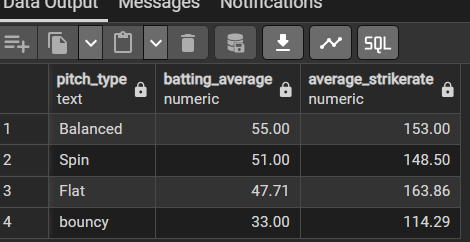 Data Output Messages Notifications
SQL
pitch_type batting_average average_strikerate
text numeric numeric
1 Balanced 55.00 153.00
2 Spin 51.00 148.50
3 Flat 47.71 163.86
4 bouncy 33.00 114.29